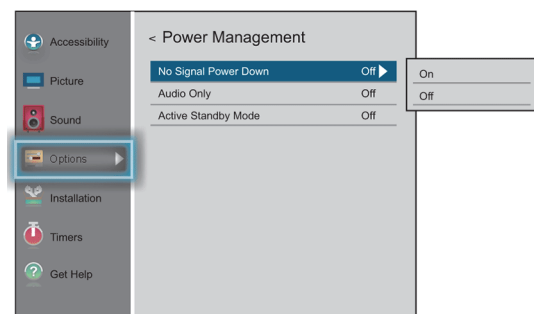 Accessibility
Picture
Sound
Options
Installation
Timers
Get Help
< Power Management
No Signal Power Down Off
Audio Only Off
Active Standby Mode Off
On
Off